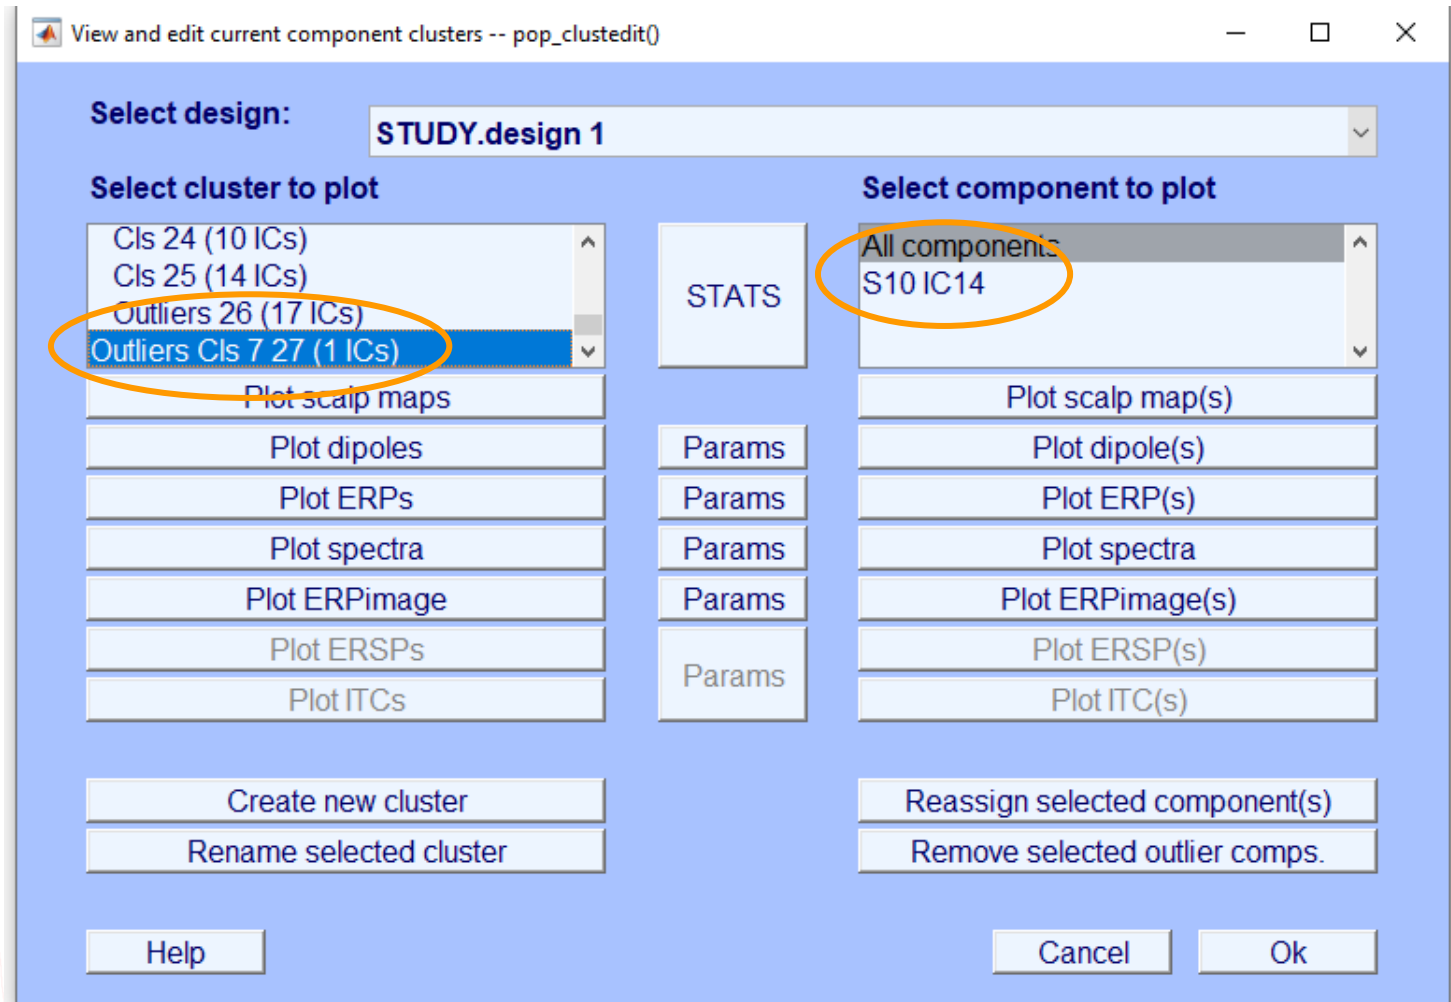 View and edit current component clusters -- pop_clustedit()
Select design:
STUDY.design 1
Select cluster to plot
Select component to plot
Cls 24 (10 ICs)
Cls 25 (14 ICs)
Outliers 26 (17 ICs)
Outliers Cls 7 27 (1 ICs)
STATS
All components
S10 IC14
Plot scalp maps
Plot scalp map(s)
Plot dipoles
Params
Plot dipole(s)
Plot ERPs
Params
Plot ERP(s)
Plot spectra
Params
Plot spectra
Plot ERPimage
Params
Plot ERPimage(s)
Plot ERSPs
Params
Plot ERSP(s)
Plot ITCs
Plot ITC(s)
Create new cluster
Reassign selected component(s)
Rename selected cluster
Remove selected outlier comps.
Help
Cancel
Ok